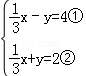 { 1/3x − y=4①
1/3x+y=2②